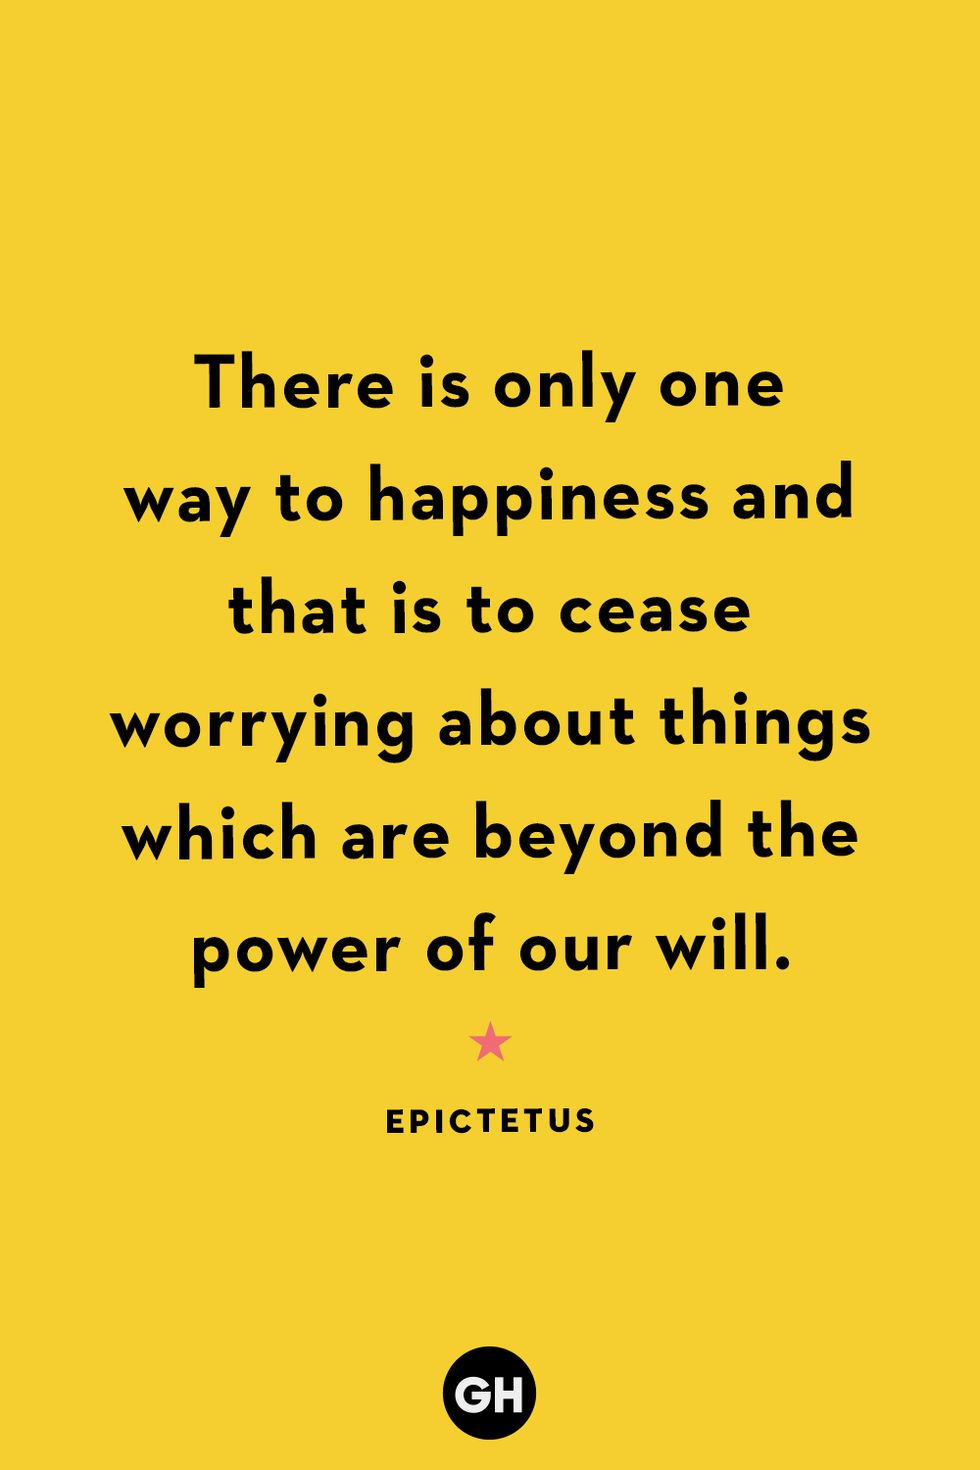 There is only one
way to happiness and
that is to cease
worrying about things
which are beyond the
power of our will.
EPICTETUS
GH